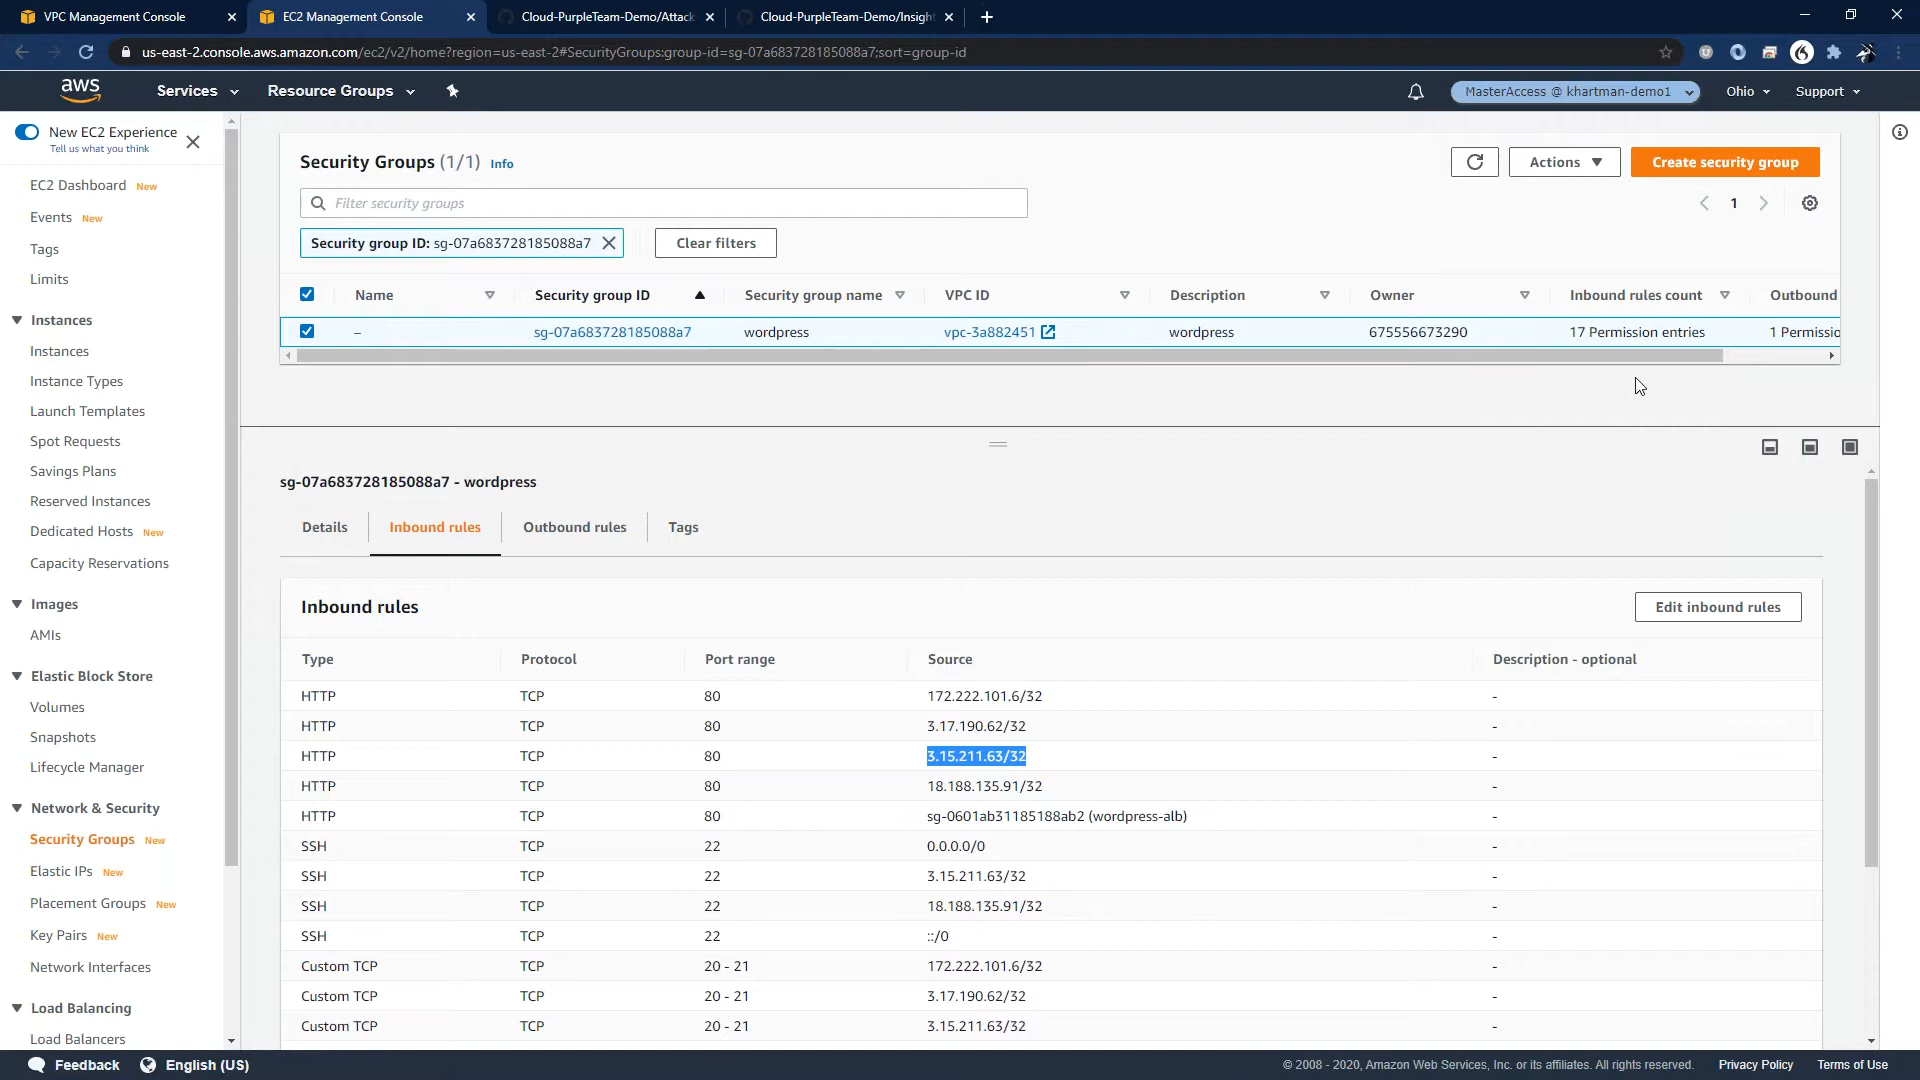 VPC Management Console
EC2 Management Console
Cloud-PurpleTeam-Demo/Attack
Cloud-PurpleTeam-Demo/Insight
us-east-2.console.aws.amazon.com/ec2/v2/home?region=us-east-2#SecurityGroups:group-id=sg-07a683728185088a7;sort=group-id
aws
Services
Resource Groups
MasterAccess @ khartman-demo1
Ohio
Support
New EC2 Experience
Tell us what you think
EC2 Dashboard New
Events New
Tags
Limits
Instances
Instances
Instance Types
Launch Templates
Spot Requests
Savings Plans
Reserved Instances
Dedicated Hosts New
Capacity Reservations
Images
AMIs
Elastic Block Store
Volumes
Snapshots
Lifecycle Manager
Network & Security
Security Groups New
Elastic IPs New
Placement Groups New
Key Pairs New
Network Interfaces
Load Balancing
Load Balancers
Security Groups (1/1) Info
Actions
Create security group
Filter security groups
1
Security group ID: sg-07a683728185088a7
Clear filters
Name Security group ID Security group name VPC ID Description Owner Inbound rules count Outbound
– sg-07a683728185088a7 wordpress vpc-3a882451 wordpress 675556673290 17 Permission entries 1 Permissio
sg-07a683728185088a7 - wordpress
Details Inbound rules Outbound rules Tags
Inbound rules
Edit inbound rules
Type Protocol Port range Source Description - optional
HTTP TCP 80 172.222.101.6/32 -
HTTP TCP 80 3.17.190.62/32 -
HTTP TCP 80 3.15.211.63/32 -
HTTP TCP 80 18.188.135.91/32 -
HTTP TCP 80 sg-0601ab31185188ab2 (wordpress-alb) -
SSH TCP 22 0.0.0.0/0 -
SSH TCP 22 3.15.211.63/32 -
SSH TCP 22 18.188.135.91/32 -
SSH TCP 22 ::/0 -
Custom TCP TCP 20 - 21 172.222.101.6/32 -
Custom TCP TCP 20 - 21 3.17.190.62/32 -
Custom TCP TCP 20 - 21 3.15.211.63/32 -
Feedback
English (US)
© 2008 - 2020, Amazon Web Services, Inc. or its affiliates. All rights reserved.
Privacy Policy
Terms of Use